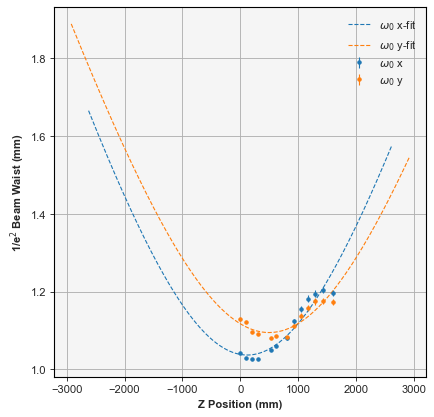 ω₀ x-fit
ω₀ y-fit
ω₀ x
ω₀ y
1.8
1.6
1.4
1.2
1.0
1/e² Beam Waist (mm)
−3000 −2000 −1000 0 1000 2000 3000
Z Position (mm)